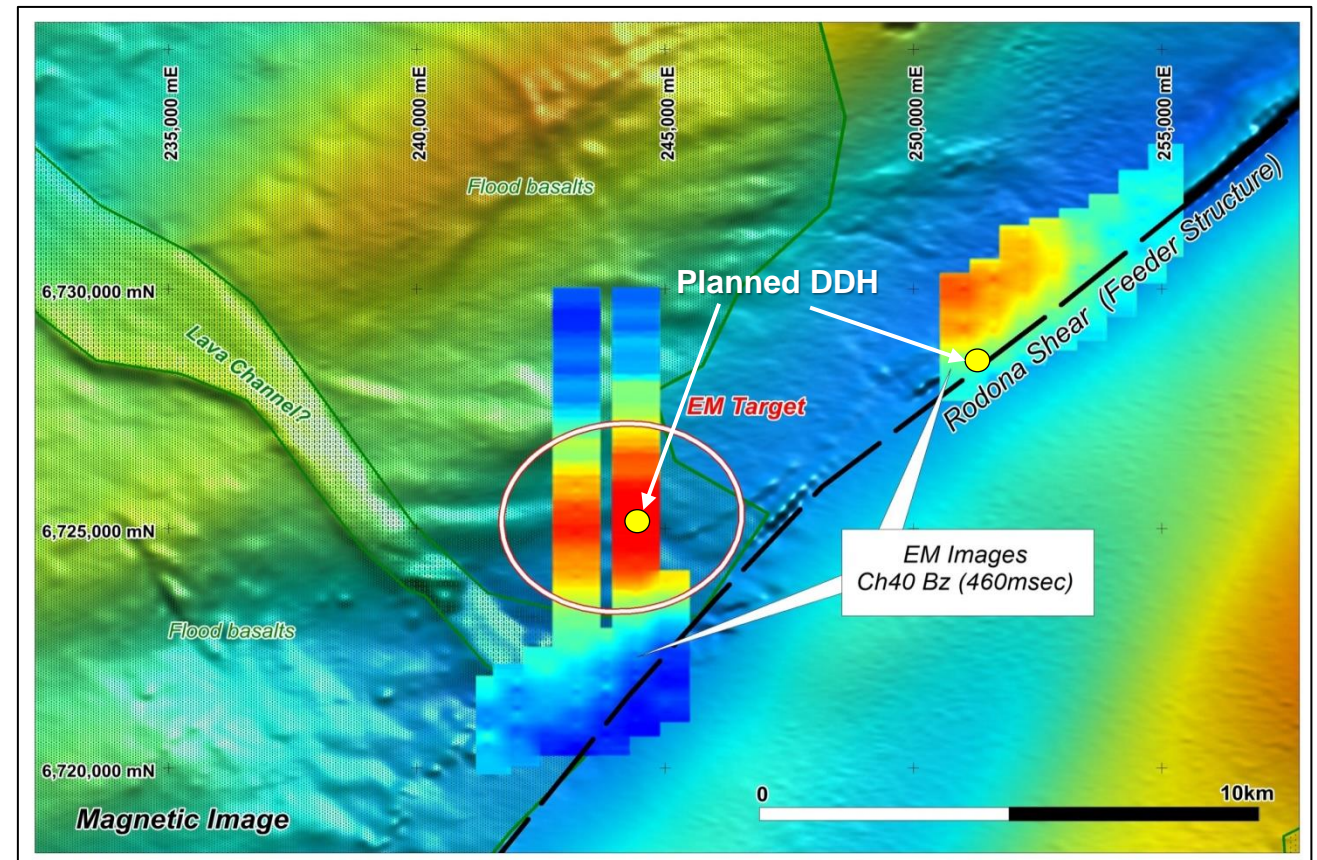 235,000 mE
240,000 mE
245,000 mE
250,000 mE
255,000 mE
Flood basalts
6,730,000 mN
Planned DDH
Rodona Shear (Feeder Structure)
Lava Channel?
EM Target
6,725,000 mN
EM Images
Ch40 Bz (460msec)
Flood basalts
6,720,000 mN
0
10km
Magnetic Image